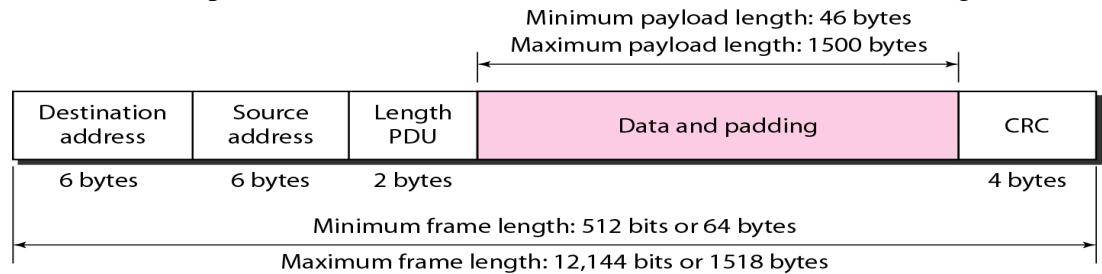 Minimum payload length: 46 bytes
Maximum payload length: 1500 bytes
Destination address
Source address
Length PDU
Data and padding
CRC
6 bytes
6 bytes
2 bytes
4 bytes
Minimum frame length: 512 bits or 64 bytes
Maximum frame length: 12,144 bits or 1518 bytes